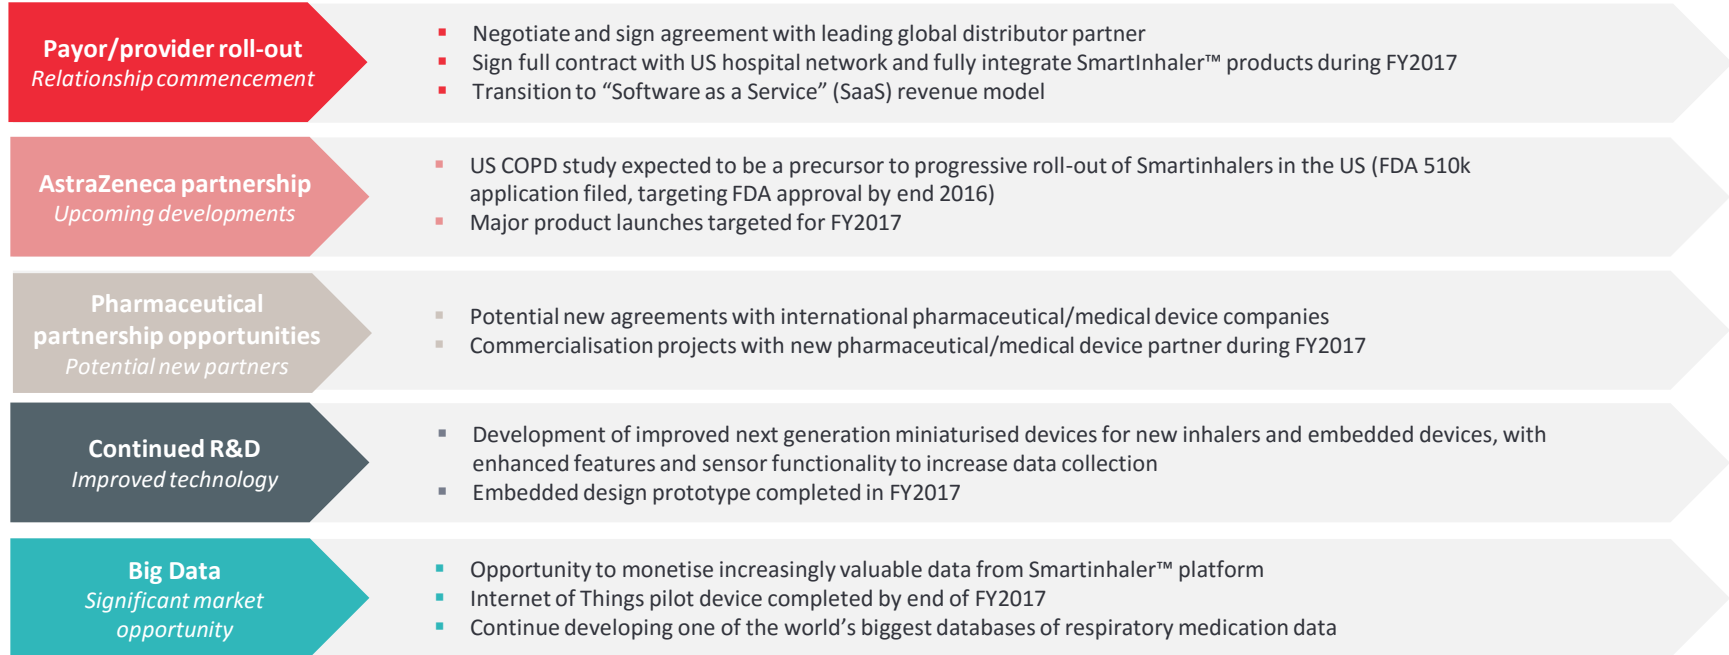 Payor/provider roll-out
Relationship commencement
▪ Negotiate and sign agreement with leading global distributor partner
▪ Sign full contract with US hospital network and fully integrate SmartInhaler™ products during FY2017
▪ Transition to “Software as a Service” (SaaS) revenue model
AstraZeneca partnership
Upcoming developments
▪ US COPD study expected to be a precursor to progressive roll-out of Smartinhalers in the US (FDA 510k
application filed, targeting FDA approval by end 2016)
▪ Major product launches targeted for FY2017
Pharmaceutical
partnership opportunities
Potential new partners
▪ Potential new agreements with international pharmaceutical/medical device companies
▪ Commercialisation projects with new pharmaceutical/medical device partner during FY2017
Continued R&D
Improved technology
▪ Development of improved next generation miniaturised devices for new inhalers and embedded devices, with
enhanced features and sensor functionality to increase data collection
▪ Embedded design prototype completed in FY2017
Big Data
Significant market
opportunity
▪ Opportunity to monetise increasingly valuable data from Smartinhaler™ platform
▪ Internet of Things pilot device completed by end of FY2017
▪ Continue developing one of the world’s biggest databases of respiratory medication data